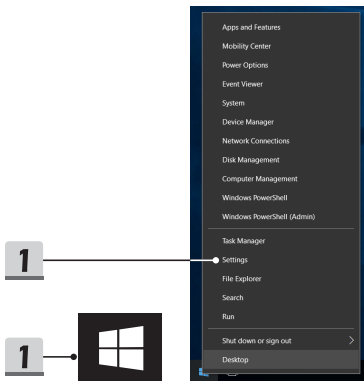 Apps and Features
Mobility Center
Power Options
Event Viewer
System
Device Manager
Network Connections
Disk Management
Computer Management
Windows PowerShell
Windows PowerShell (Admin)
Task Manager
1
Settings
File Explorer
Search
Run
Shut down or sign out
1
Desktop